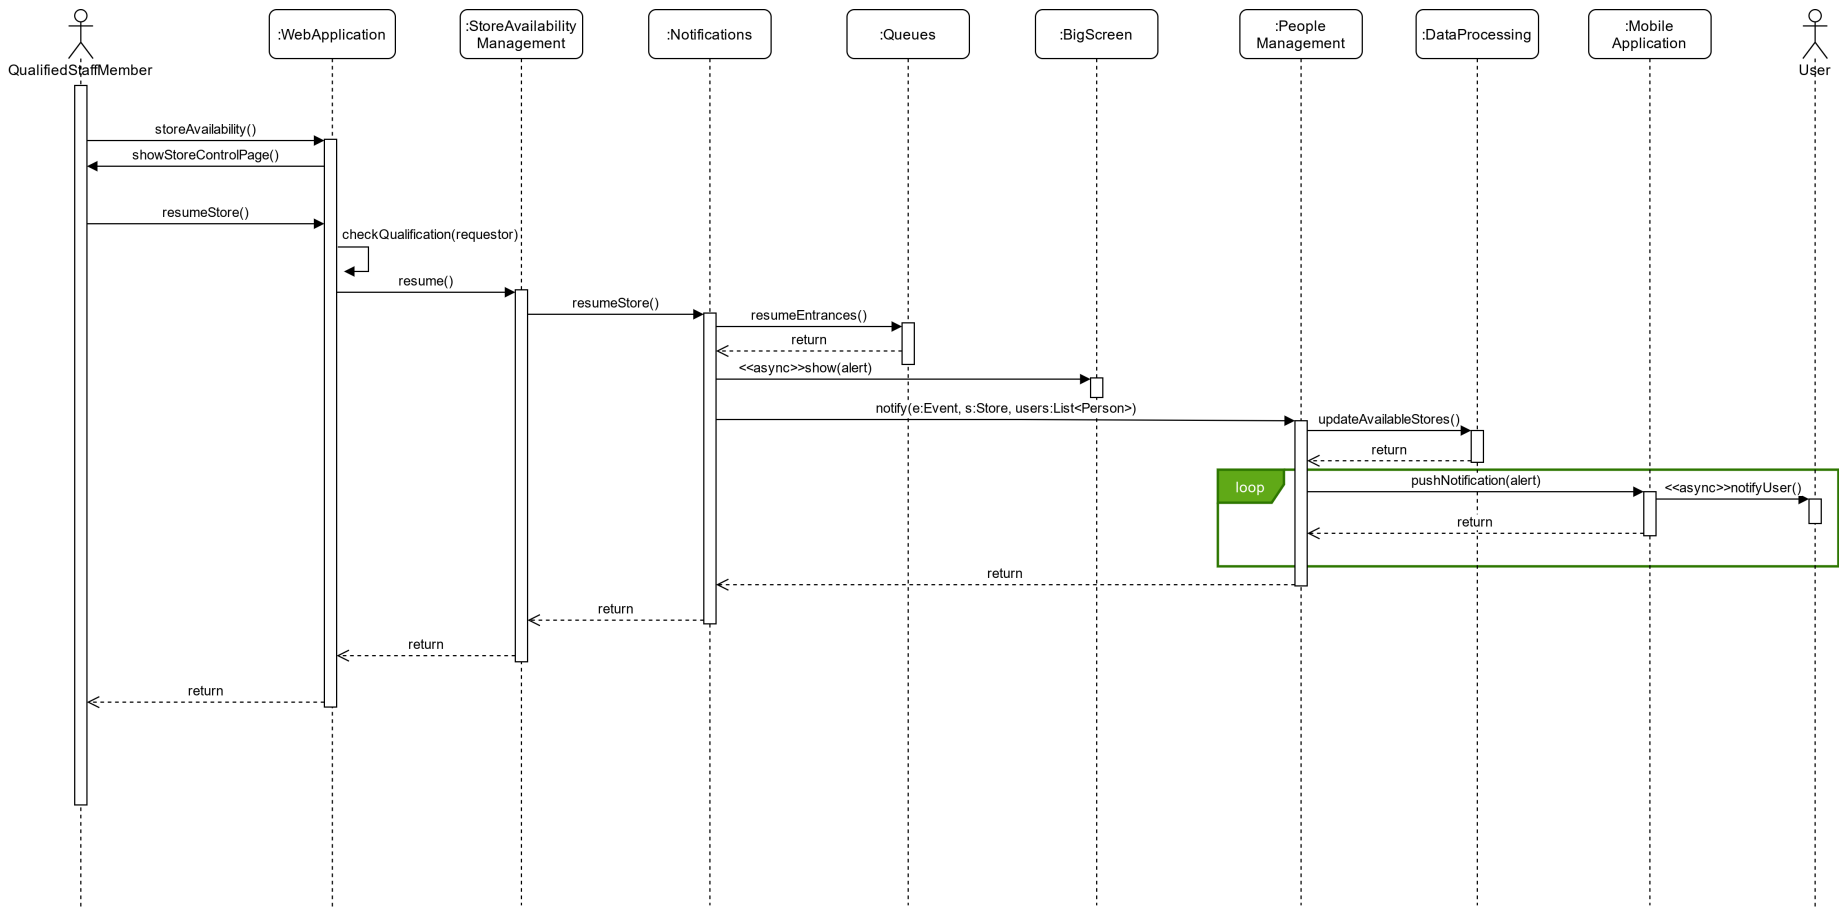 QualifiedStaffMember
:WebApplication
:StoreAvailability
Management
:Notifications
:Queues
:BigScreen
:People
Management
:DataProcessing
:Mobile
Application
User
storeAvailability()
showStoreControlPage()
resumeStore()
checkQualification(requestor)
resume()
resumeStore()
resumeEntrances()
return
<<async>>show(alert)
notify(e:Event, s:Store, users:List<Person>)
updateAvailableStores()
return
loop
pushNotification(alert)
<<async>>notifyUser()
return
return
return
return
return